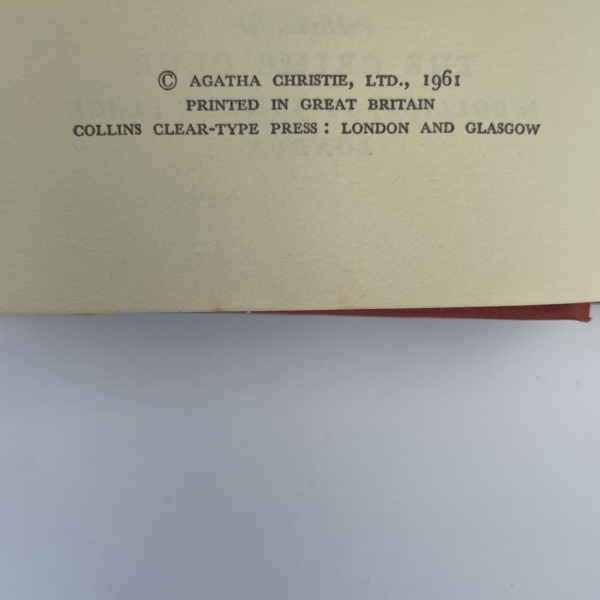 © AGATHA CHRISTIE, LTD., 1961
PRINTED IN GREAT BRITAIN
COLLINS CLEAR-TYPE PRESS: LONDON AND GLASGOW